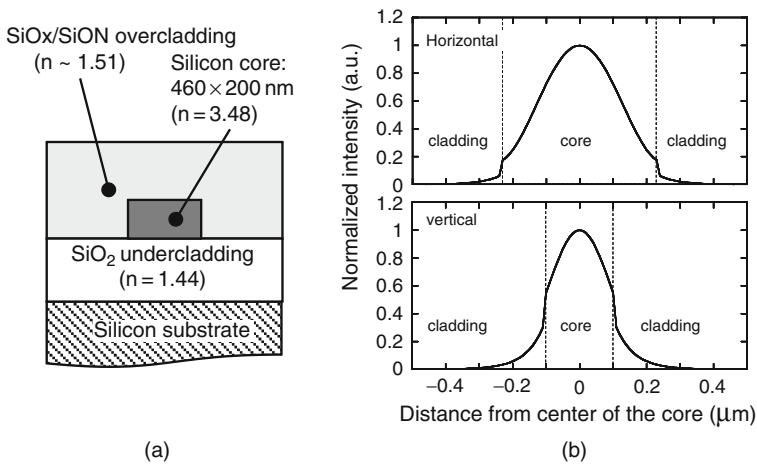 SiOx/SiON overcladding
(n ~ 1.51)
Silicon core:
460 × 200 nm
(n = 3.48)
SiO₂ undercladding
(n = 1.44)
Silicon substrate
(a)
Normalized intensity (a.u.)
1.2
1
0.8
0.6
0.4
0.2
0
Horizontal
cladding
core
cladding
1.2
1
0.8
0.6
0.4
0.2
0
vertical
cladding
core
cladding
−0.4
−0.2
0
0.2
0.4
Distance from center of the core (μm)
(b)